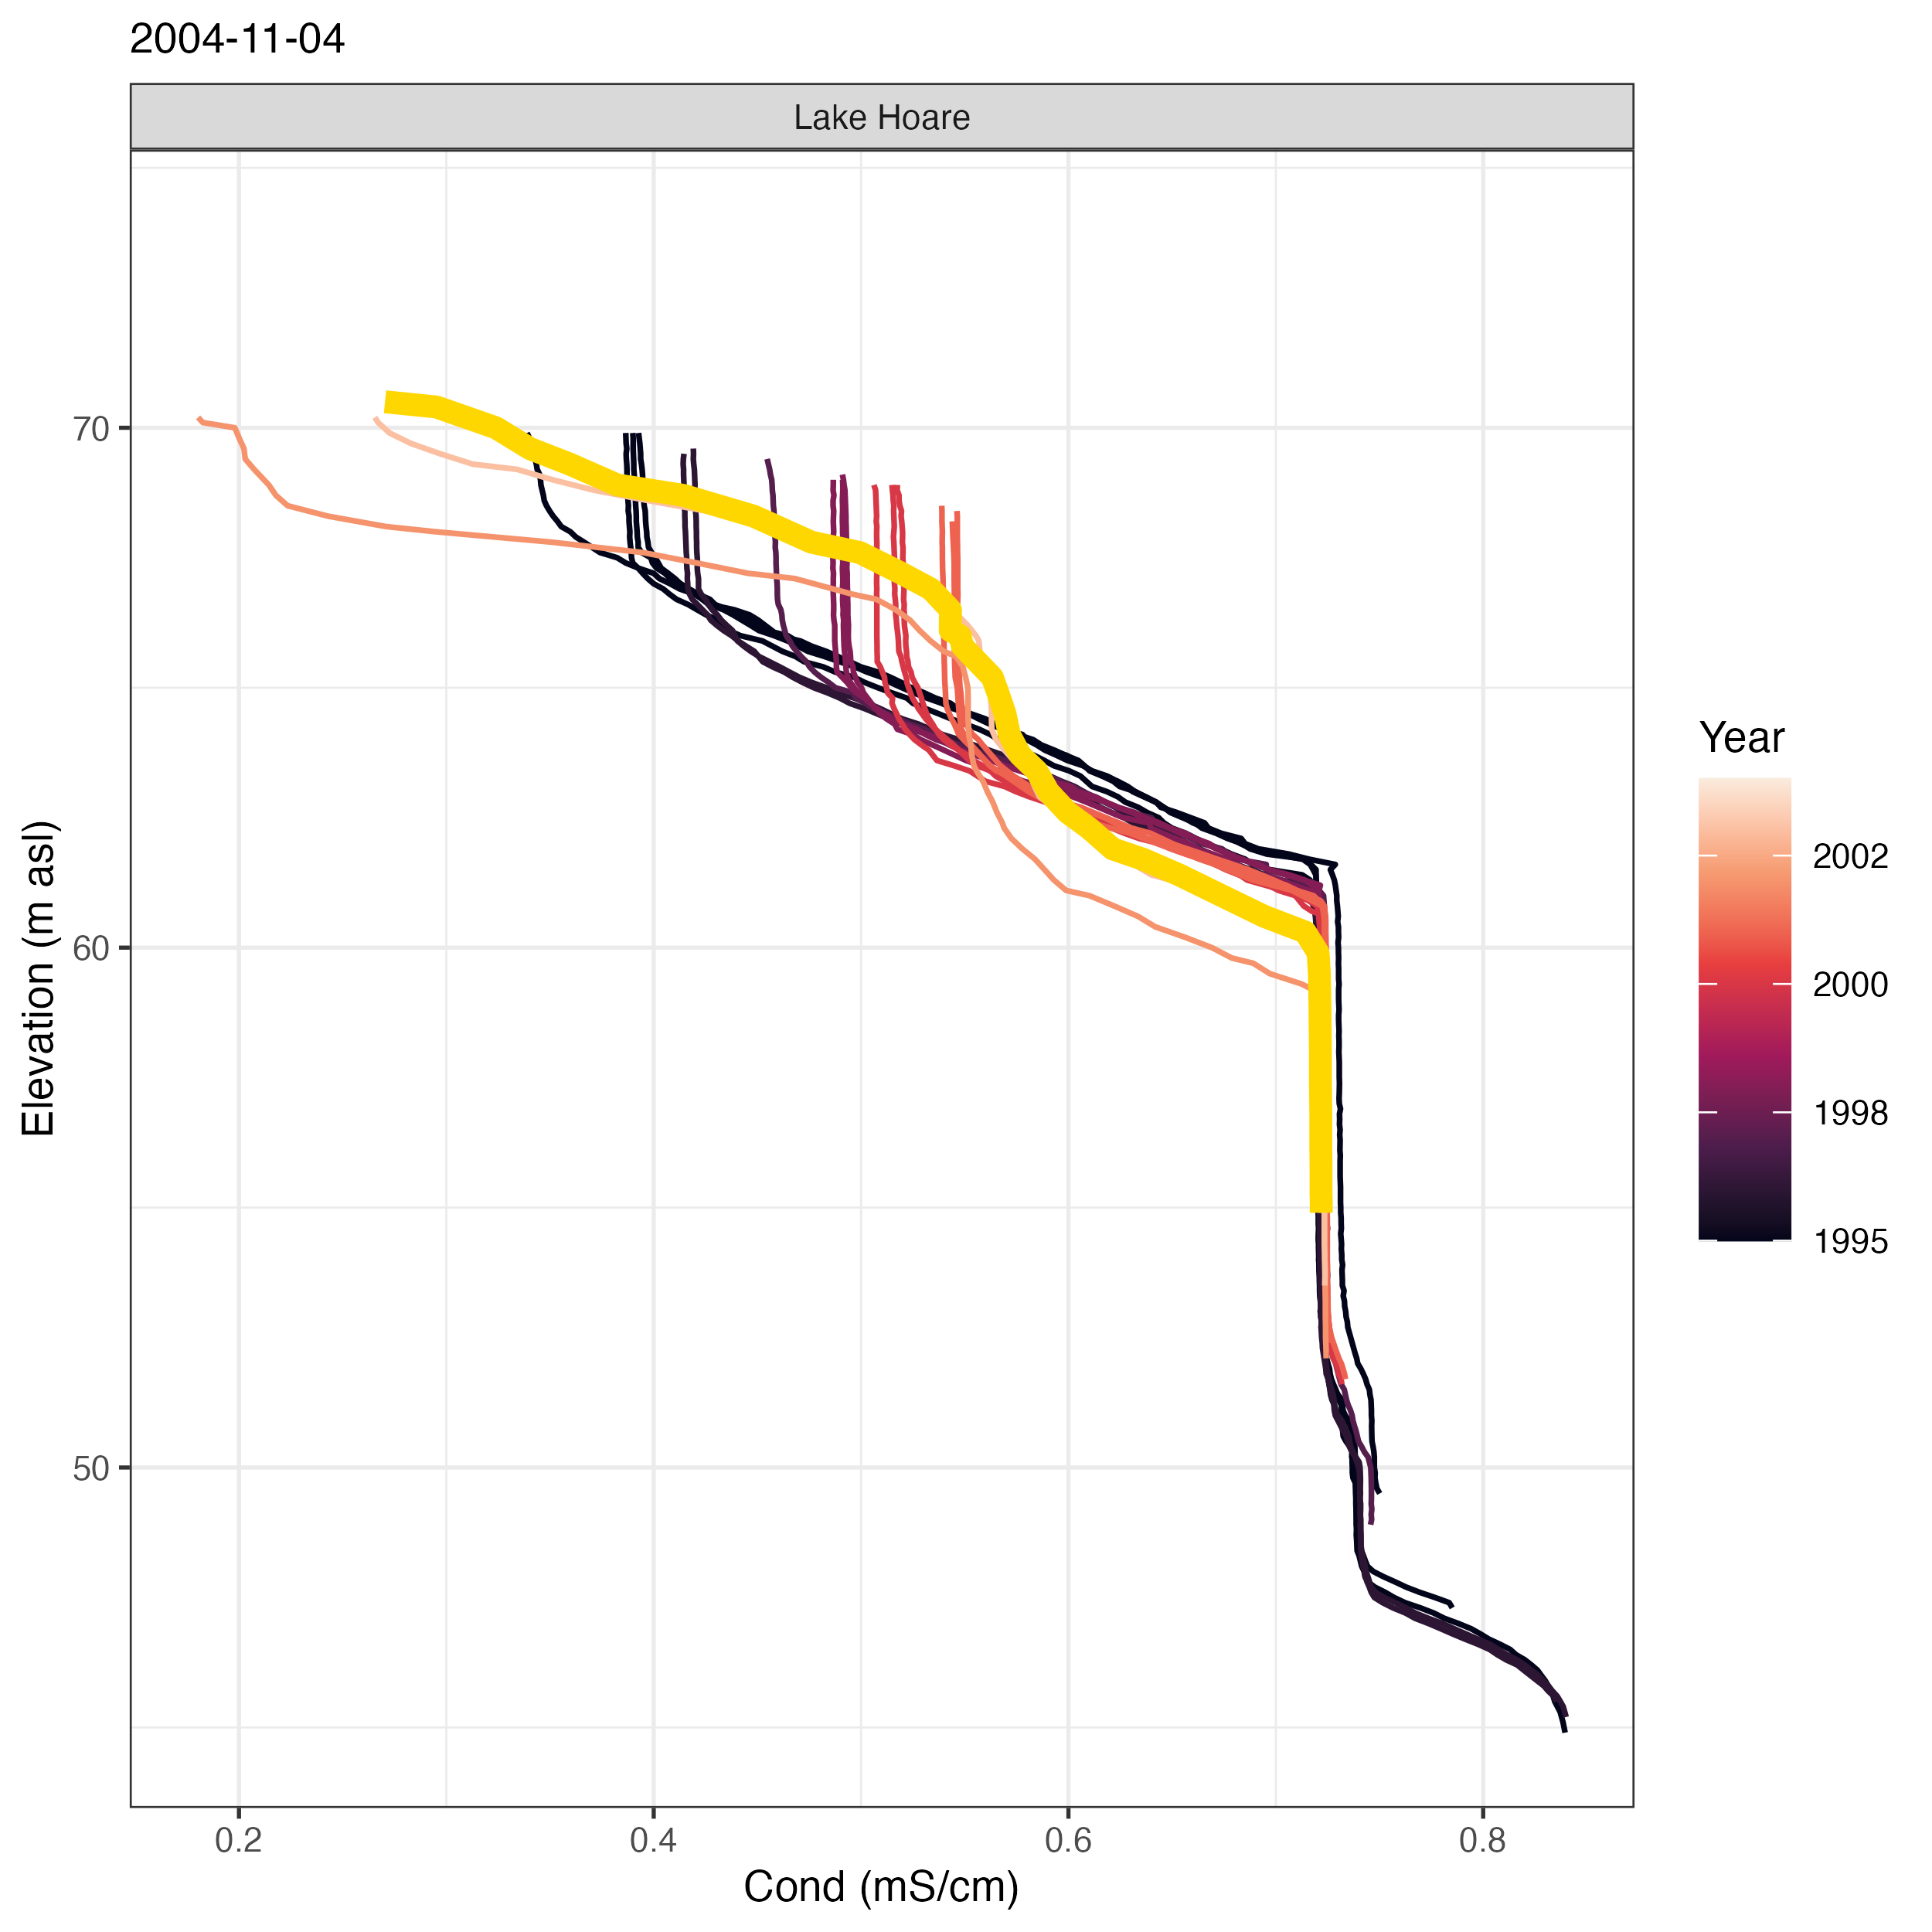 2004-11-04
Lake Hoare
70
60
50
Elevation (m asl)
0.2 0.4 0.6 0.8
Cond (mS/cm)
Year
2002
2000
1998
1995